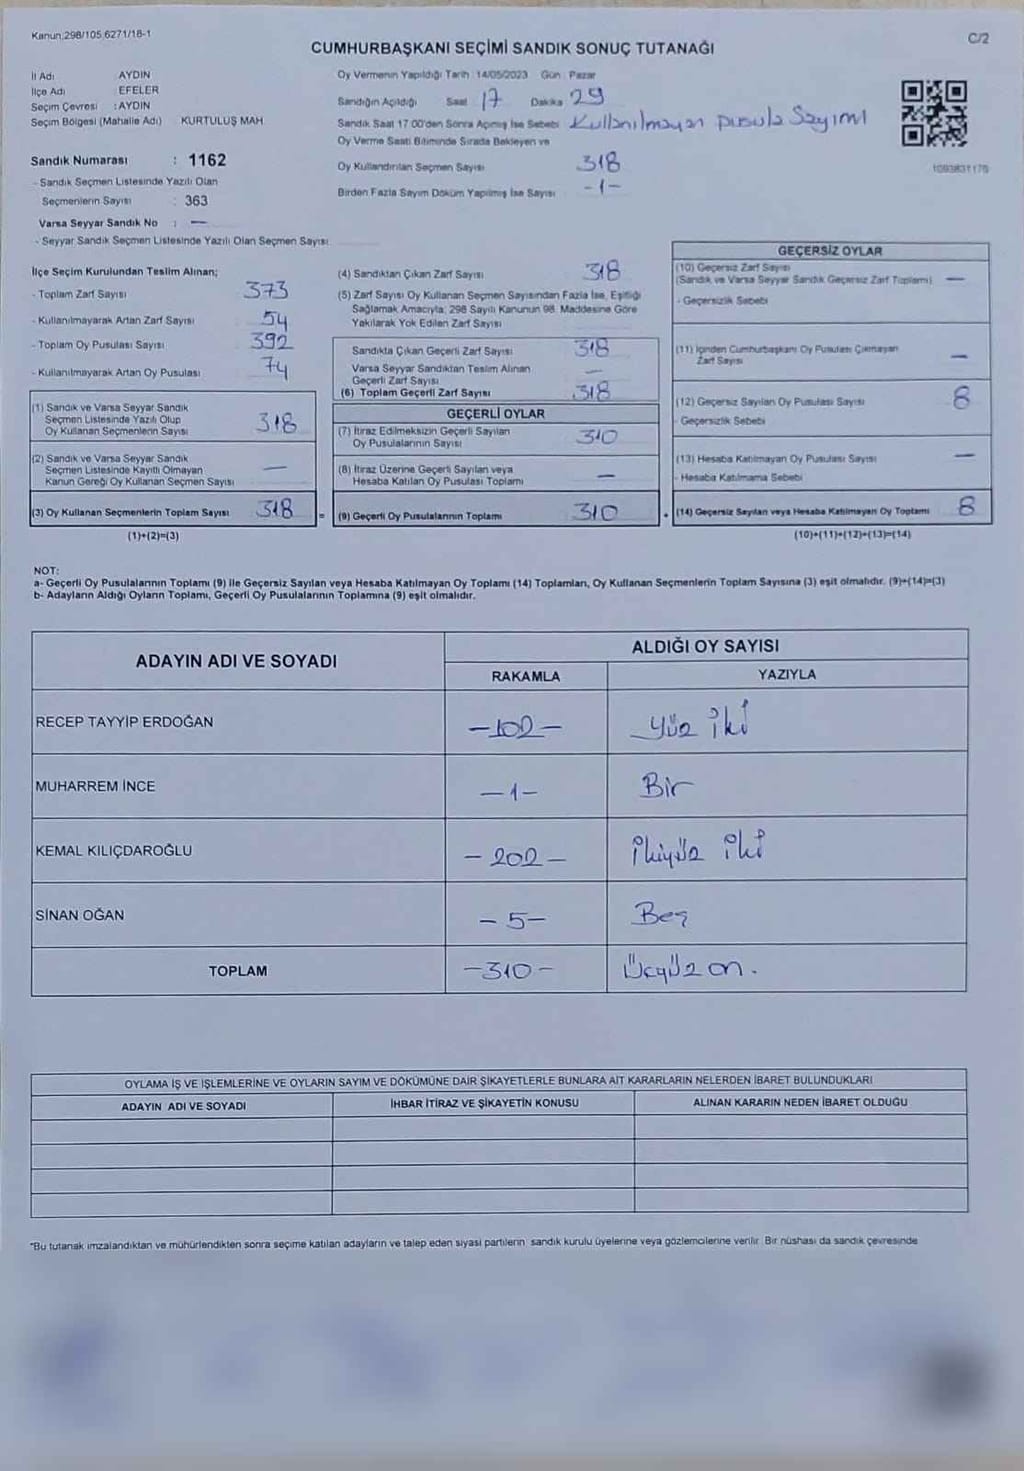 Kanun;298/105,6271/18-1
C/2
CUMHURBAŞKANI SEÇİMİ SANDIK SONUÇ TUTANAĞI
İl Adı : AYDIN
İlçe Adı : EFELER
Seçim Çevresi : AYDIN
Seçim Bölgesi (Mahalle Adı) KURTULUŞ MAH.
Sandık Numarası : 1162
- Sandık Seçmen Listesinde Yazılı Olan
Seçmenlerin Sayısı : 363
Varsa Seyyar Sandık No : —
- Seyyar Sandık Seçmen Listesinde Yazılı Olan Seçmen Sayısı
Oy Vermenin Yapıldığı Tarih : 14/05/2023 Gün : Pazar
Sandığın Açıldığı Saat 17 Dakika 29
Sandık Saat 17.00'den Sonra Açılmış İse Sebebi Kullanılmayan pusula Sayımı
Oy Verme Saati Bitiminde Sırada Bekleyen ve
Oy Kullandırılan Seçmen Sayısı 318
Birden Fazla Sayım Döküm Yapılmış İse Sayısı -1-
1093831176
İlçe Seçim Kurulundan Teslim Alınan;
- Toplam Zarf Sayısı 373
- Kullanılmayarak Artan Zarf Sayısı 54
- Toplam Oy Pusulası Sayısı 392
- Kullanılmayarak Artan Oy Pusulası 74
(1) Sandık ve Varsa Seyyar Sandık
Seçmen Listesinde Yazılı Olup
Oy Kullanan Seçmenlerin Sayısı 318
(2) Sandık ve Varsa Seyyar Sandık
Seçmen Listesinde Kayıtlı Olmayan
Kanun Gereği Oy Kullanan Seçmen Sayısı —
(3) Oy Kullanan Seçmenlerin Toplam Sayısı 318
(1)+(2)=(3)
(4) Sandıktan Çıkan Zarf Sayısı 318
(5) Zarf Sayısı Oy Kullanan Seçmen Sayısından Fazla İse, Eşitliği
Sağlamak Amacıyla; 298 Sayılı Kanunun 98. Maddesine Göre
Yakılarak Yok Edilen Zarf Sayısı
Sandıkta Çıkan Geçerli Zarf Sayısı 318
Varsa Seyyar Sandıktan Teslim Alınan
Geçerli Zarf Sayısı —
(6) Toplam Geçerli Zarf Sayısı 318
GEÇERLİ OYLAR
(7) İtiraz Edilmeksizin Geçerli Sayılan
Oy Pusulalarının Sayısı 310
(8) İtiraz Üzerine Geçerli Sayılan veya
Hesaba Katılan Oy Pusulası Toplamı —
= (9) Geçerli Oy Pusulalarının Toplamı 310
GEÇERSİZ OYLAR
(10) Geçersiz Zarf Sayısı
(Sandık ve Varsa Seyyar Sandık Geçersiz Zarf Toplamı) —
- Geçersizlik Sebebi
(11) İçinden Cumhurbaşkanı Oy Pusulası Çıkmayan
Zarf Sayısı —
(12) Geçersiz Sayılan Oy Pusulası Sayısı 8
- Geçersizlik Sebebi
(13) Hesaba Katılmayan Oy Pusulası Sayısı —
- Hesaba Katılmama Sebebi
+ (14) Geçersiz Sayılan veya Hesaba Katılmayan Oy Toplamı 8
(10)+(11)+(12)+(13)=(14)
NOT:
a- Geçerli Oy Pusulalarının Toplamı (9) ile Geçersiz Sayılan veya Hesaba Katılmayan Oy Toplamı (14) Toplamları, Oy Kullanan Seçmenlerin Toplam Sayısına (3) eşit olmalıdır. (9)+(14)=(3)
b- Adayların Aldığı Oyların Toplamı, Geçerli Oy Pusulalarının Toplamına (9) eşit olmalıdır.
ADAYIN ADI VE SOYADI
ALDIĞI OY SAYISI
RAKAMLA YAZIYLA
RECEP TAYYİP ERDOĞAN -102- Yüz iki
MUHARREM İNCE -1- Bir
KEMAL KILIÇDAROĞLU -202- ikiyüz iki
SİNAN OĞAN -5- Beş
TOPLAM -310- Üçyüz on.
OYLAMA İŞ VE İŞLEMLERİNE VE OYLARIN SAYIM VE DÖKÜMÜNE DAİR ŞİKAYETLERLE BUNLARA AİT KARARLARIN NELERDEN İBARET BULUNDUKLARI
ADAYIN ADI VE SOYADI İHBAR İTİRAZ VE ŞİKAYETİN KONUSU ALINAN KARARIN NEDEN İBARET OLDUĞU
*Bu tutanak imzalandıktan ve mühürlendikten sonra seçime katılan adayların ve talep eden siyasi partilerin sandık kurulu üyelerine veya gözlemcilerine verilir. Bir nüshası da sandık çevresinde